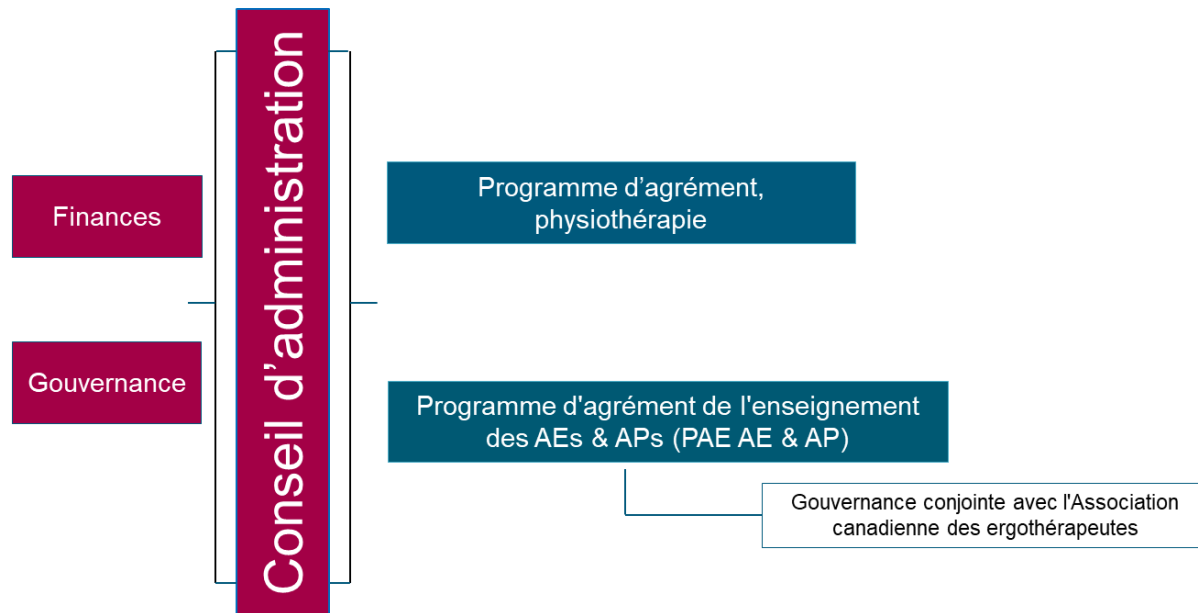 Conseil d’administration
Finances
Gouvernance
Programme d’agrément,
physiothérapie
Programme d'agrément de l'enseignement
des AEs & APs (PAE AE & AP)
Gouvernance conjointe avec l'Association
canadienne des ergothérapeutes